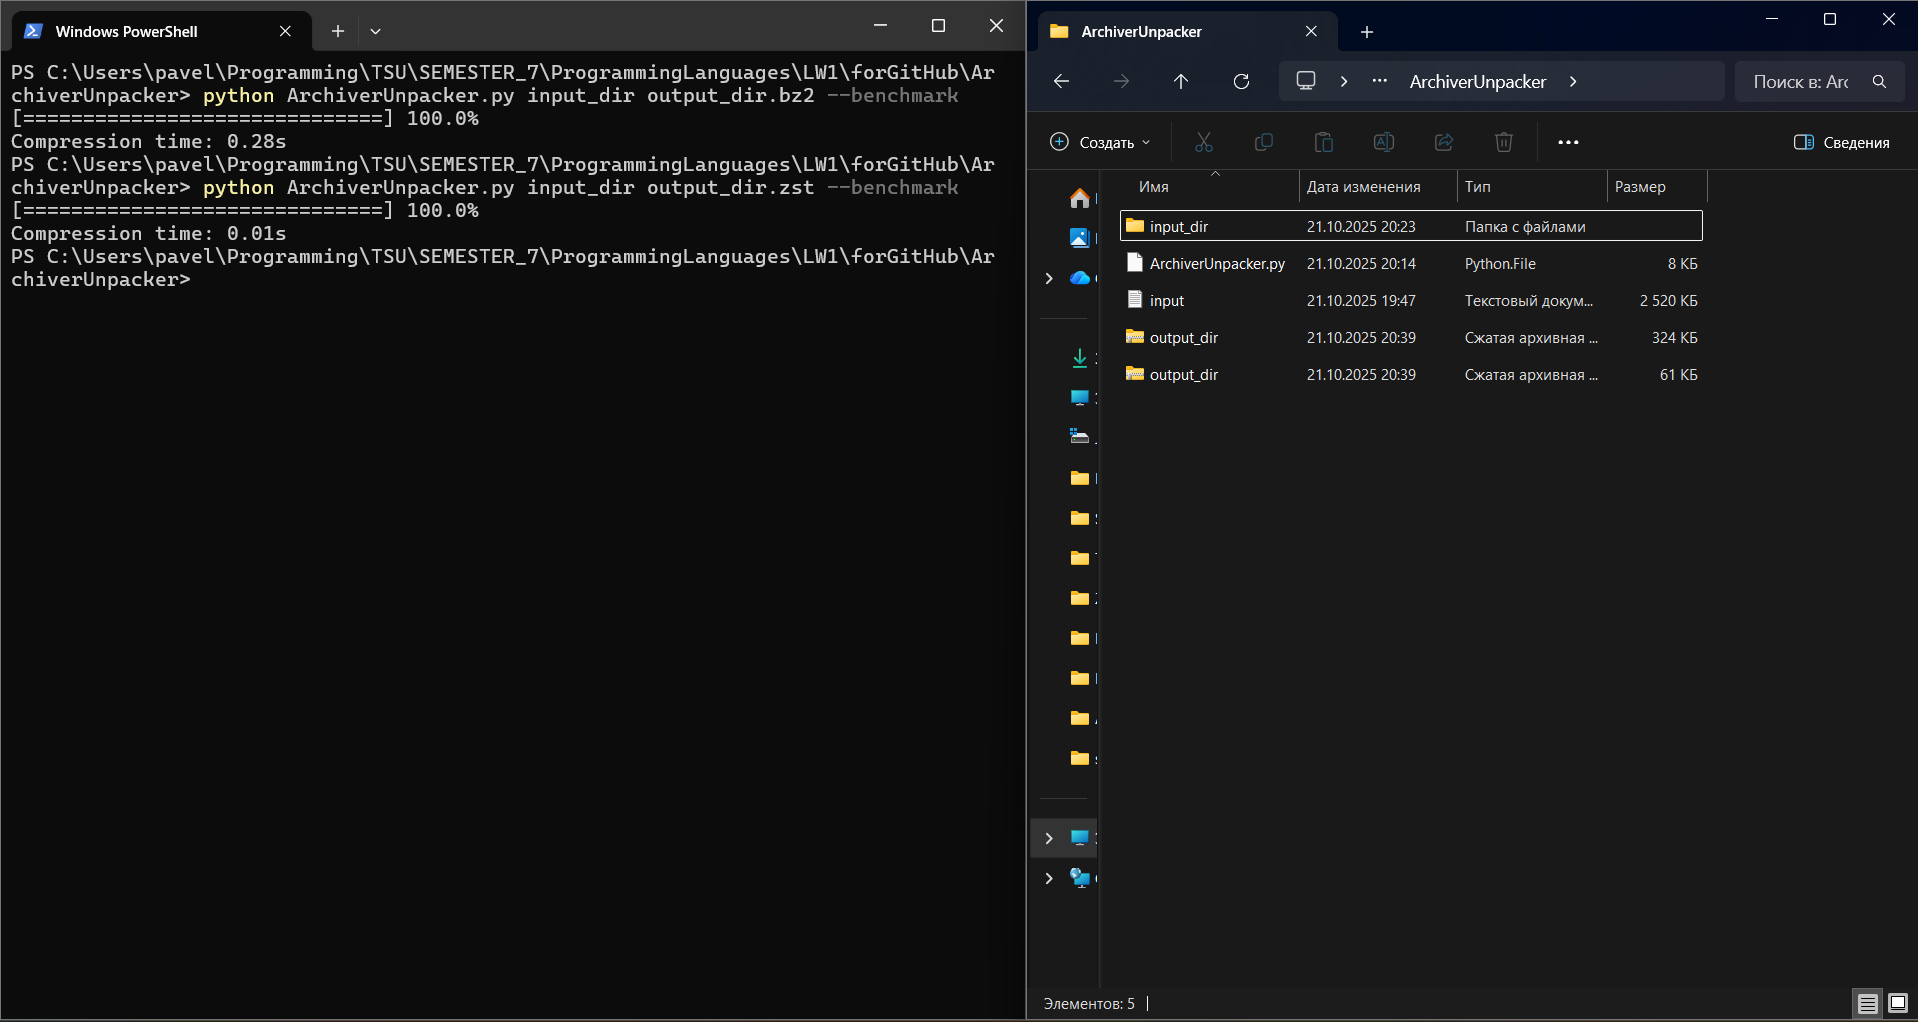 Windows PowerShell
PS C:\Users\pavel\Programming\TSU\SEMESTER_7\ProgrammingLanguages\LW1\forGitHub\Ar
chiverUnpacker> python ArchiverUnpacker.py input_dir output_dir.bz2 --benchmark
[==============================] 100.0%
Compression time: 0.28s
PS C:\Users\pavel\Programming\TSU\SEMESTER_7\ProgrammingLanguages\LW1\forGitHub\Ar
chiverUnpacker> python ArchiverUnpacker.py input_dir output_dir.zst --benchmark
[==============================] 100.0%
Compression time: 0.01s
PS C:\Users\pavel\Programming\TSU\SEMESTER_7\ProgrammingLanguages\LW1\forGitHub\Ar
chiverUnpacker>
ArchiverUnpacker
ArchiverUnpacker
Поиск в: Arc
Создать
Сведения
Имя Дата изменения Тип Размер
input_dir 21.10.2025 20:23 Папка с файлами
ArchiverUnpacker.py 21.10.2025 20:14 Python.File 8 КБ
input 21.10.2025 19:47 Текстовый докум... 2 520 КБ
output_dir 21.10.2025 20:39 Сжатая архивная ... 324 КБ
output_dir 21.10.2025 20:39 Сжатая архивная ... 61 КБ
Элементов: 5